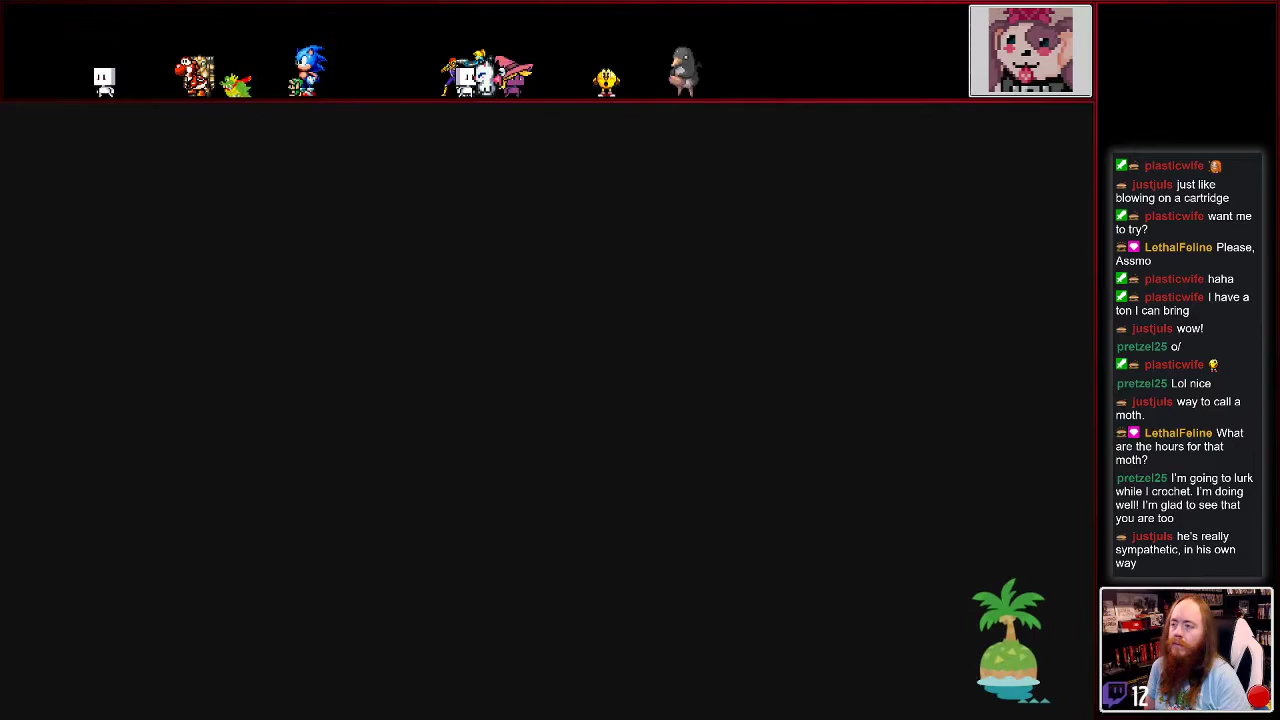 plasticwife
justjuls just like
blowing on a cartridge
plasticwife want me
to try?
LethalFeline Please,
Assmo
plasticwife haha
plasticwife I have a
ton I can bring
justjuls wow!
pretzel25 o/
plasticwife
pretzel25 Lol nice
justjuls way to call a
moth.
LethalFeline What
are the hours for that
moth?
pretzel25 I'm going to lurk
while I crochet. I'm doing
well! I'm glad to see that
you are too
justjuls he's really
sympathetic, in his own
way
12